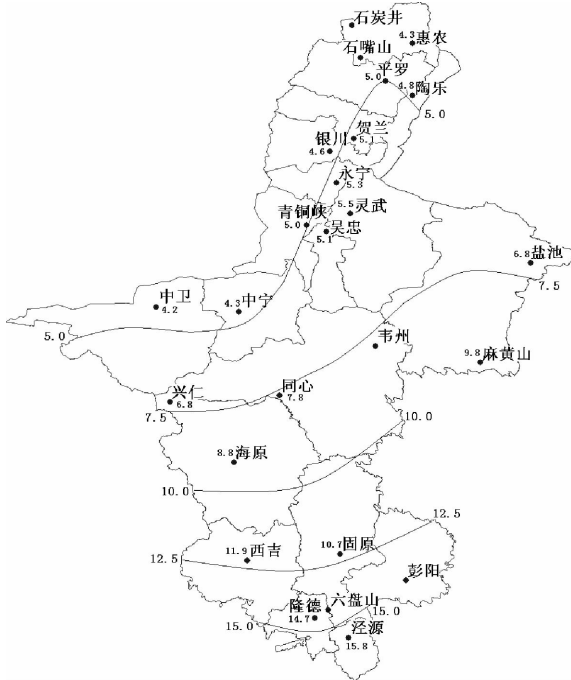 石炭井
4.3 惠农
石嘴山
平罗
5.0
4.8 陶乐
5.0
贺兰
5.1
银川
4.6
永宁
5.3
5.5 灵武
青铜峡
5.0
吴忠
5.1
6.8 盐池
7.5
中卫
4.2
4.3 中宁
5.0
韦州
9.8 麻黄山
兴仁
6.8
7.5
同心
7.8
10.0
8.8 海原
10.0
12.5
11.9 西吉
10.7 固原
12.5
彭阳
隆德
14.7
六盘山
15.0
15.0
泾源
15.8